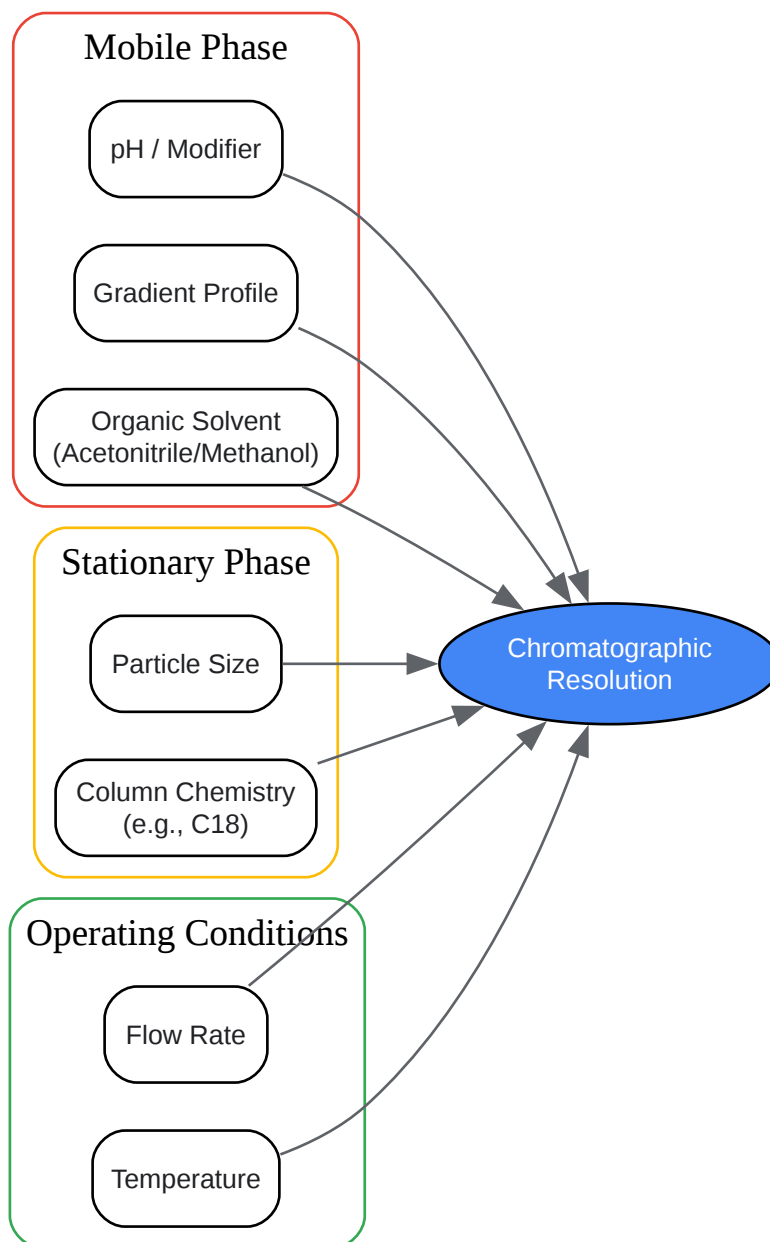 Mobile Phase
pH / Modifier
Gradient Profile
Organic Solvent
(Acetonitrile/Methanol)
Stationary Phase
Particle Size
Column Chemistry
(e.g., C18)
Chromatographic
Resolution
Operating Conditions
Flow Rate
Temperature